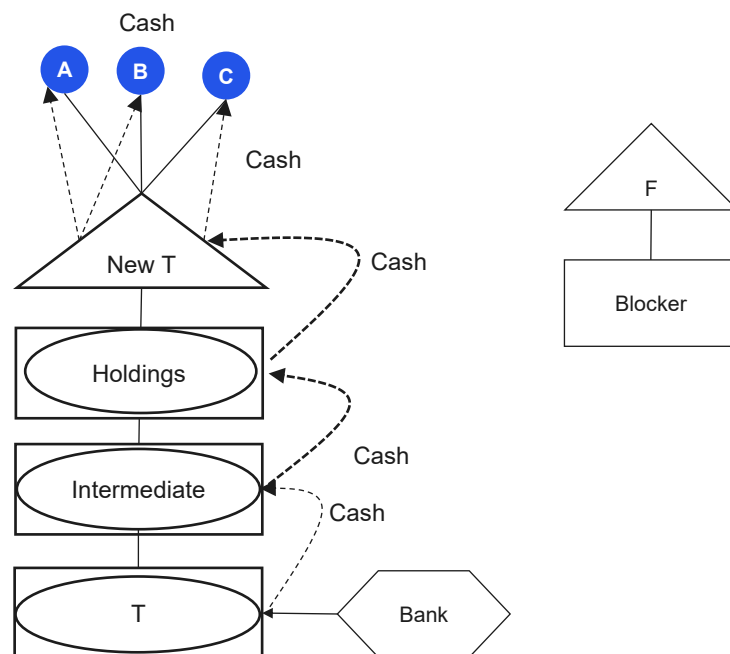 Cash
A
B
C
Cash
F
New T
Cash
Blocker
Holdings
Cash
Intermediate
Cash
T
Bank